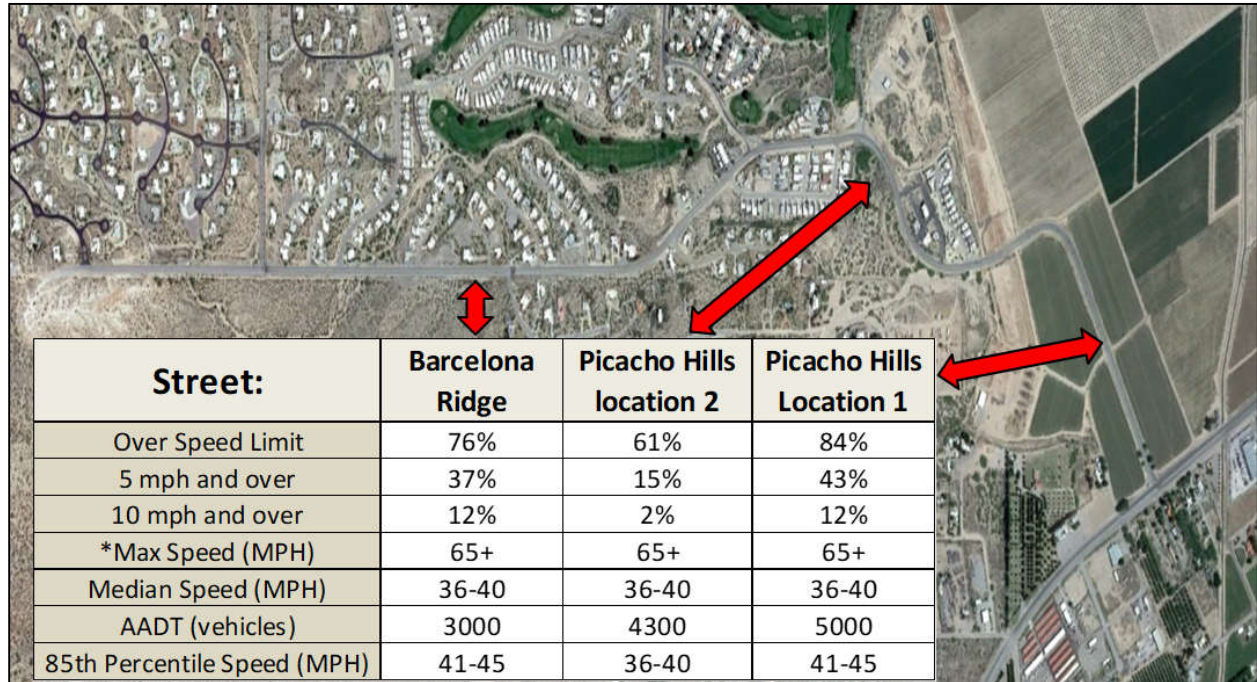 Street: Barcelona Ridge Picacho Hills location 2 Picacho Hills Location 1
Over Speed Limit 76% 61% 84%
5 mph and over 37% 15% 43%
10 mph and over 12% 2% 12%
*Max Speed (MPH) 65+ 65+ 65+
Median Speed (MPH) 36-40 36-40 36-40
AADT (vehicles) 3000 4300 5000
85th Percentile Speed (MPH) 41-45 36-40 41-45